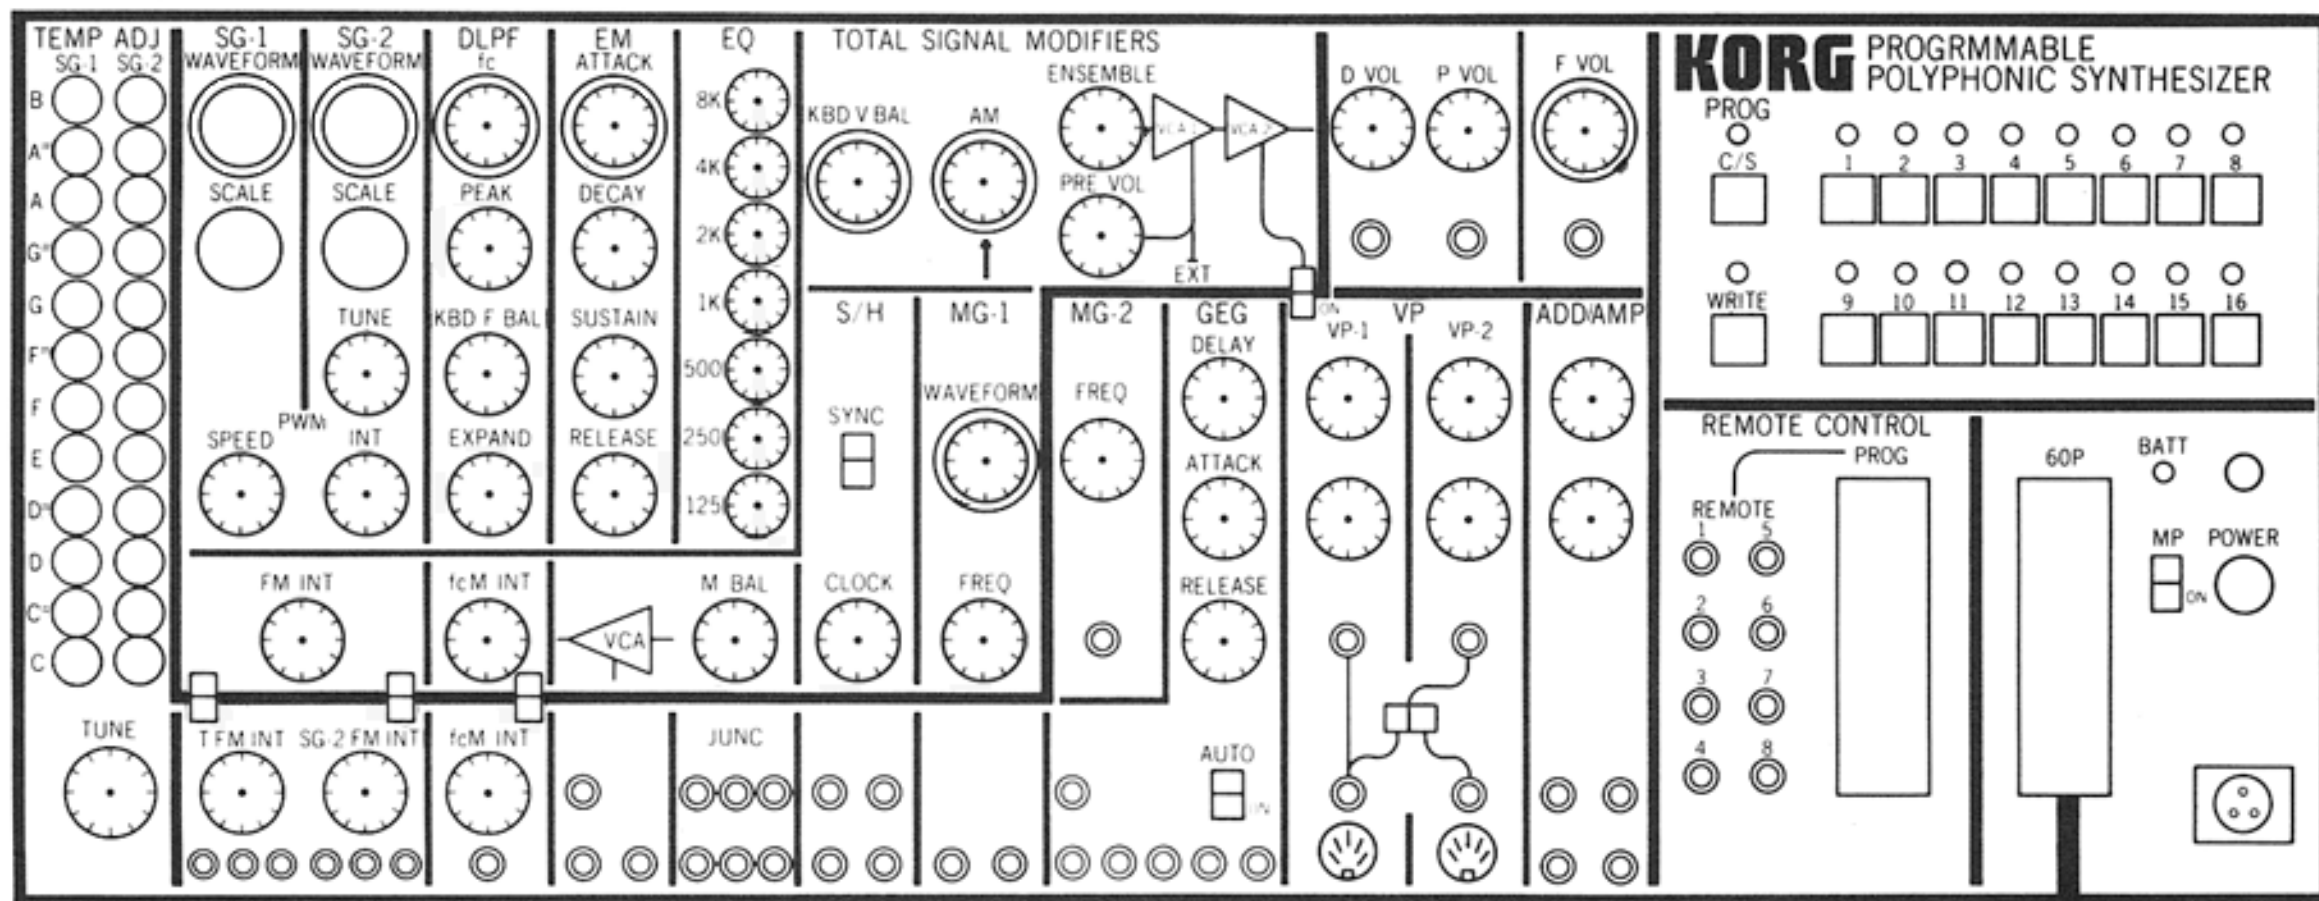 TEMP ADJ
SG-1 SG-2
B
A#
A
G#
G
F#
F
E
D#
D
C#
C
TUNE
SG-1
WAVEFORM
SCALE
SG-2
WAVEFORM
SCALE
TUNE
PWM
SPEED
INT
DLPF
fc
PEAK
KBD F BAL
EXPAND
EM
ATTACK
DECAY
SUSTAIN
RELEASE
EQ
8K
4K
2K
1K
500
250
125
FM INT
fcM INT
VCA
M BAL
T FM INT
SG-2 FM INT
fcM INT
JUNC
TOTAL SIGNAL MODIFIERS
KBD V BAL
AM
ENSEMBLE
PRE VOL
VCA 1
VCA 2
EXT
ON
S/H
SYNC
CLOCK
MG-1
WAVEFORM
FREQ
MG-2
FREQ
GEG
DELAY
ATTACK
RELEASE
AUTO
ON
D VOL
P VOL
F VOL
VP
VP-1
VP-2
ADD/AMP
KORG PROGRMMABLE
POLYPHONIC SYNTHESIZER
PROG
C/S
1 2 3 4 5 6 7 8
WRITE
9 10 11 12 13 14 15 16
REMOTE CONTROL
PROG
REMOTE
1 5
2 6
3 7
4 8
60P
BATT
MP
ON
POWER